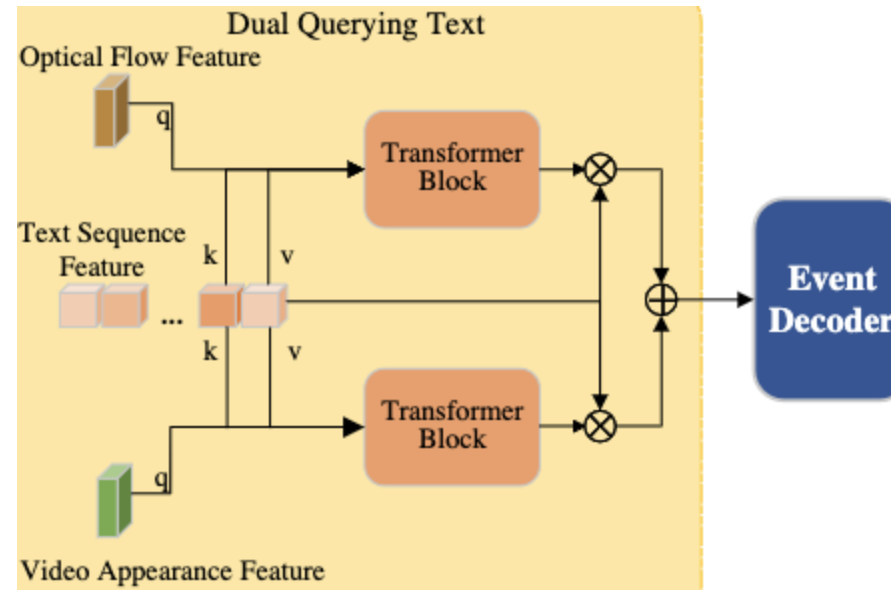 Dual Querying Text
Optical Flow Feature
q
Transformer
Block
Text Sequence
Feature
k
v
...
k
v
Event
Decoder
Transformer
Block
q
Video Appearance Feature